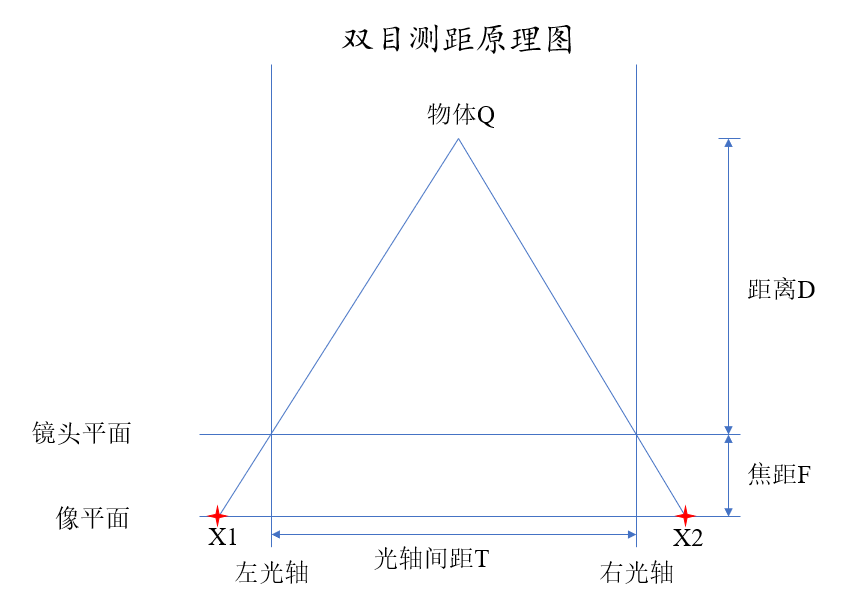 双目测距原理图
物体Q
距离D
镜头平面
焦距F
像平面
X1
X2
光轴间距T
左光轴
右光轴